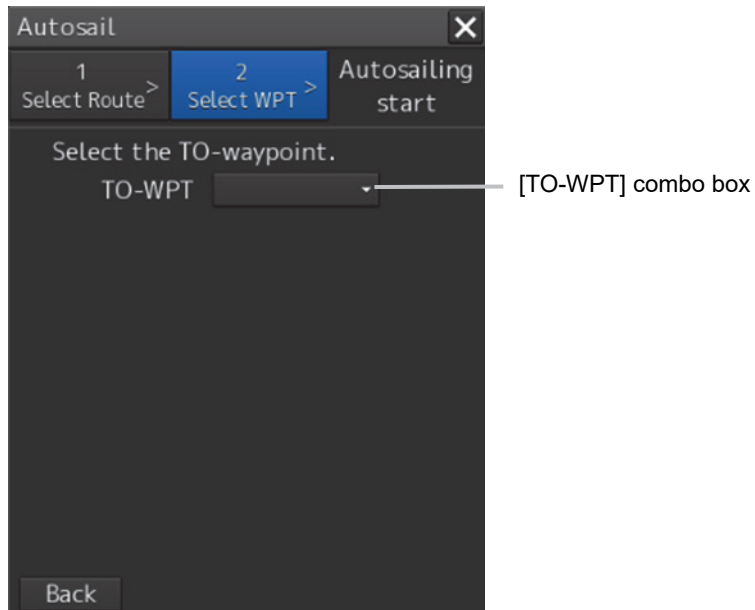 Autosail
1
Select Route >
2
Select WPT >
Autosailing
start
Select the TO-waypoint.
TO-WPT
[TO-WPT] combo box
Back